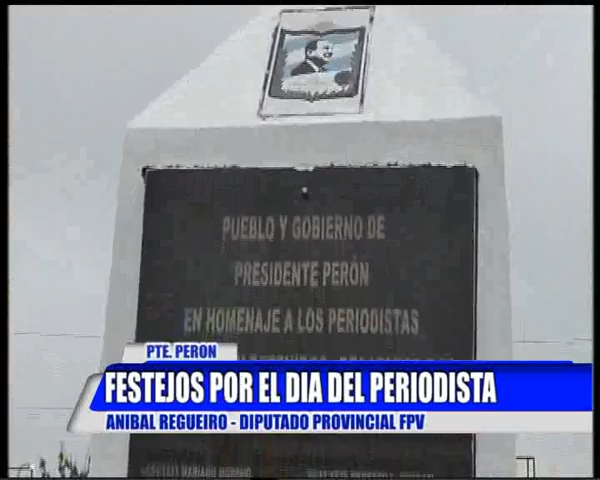 PUEBLO Y GOBIERNO DE
PRESIDENTE PERÓN
EN HOMENAJE A LOS PERIODISTAS
PTE. PERON
FESTEJOS POR EL DIA DEL PERIODISTA
ANIBAL REGUEIRO - DIPUTADO PROVINCIAL FPV